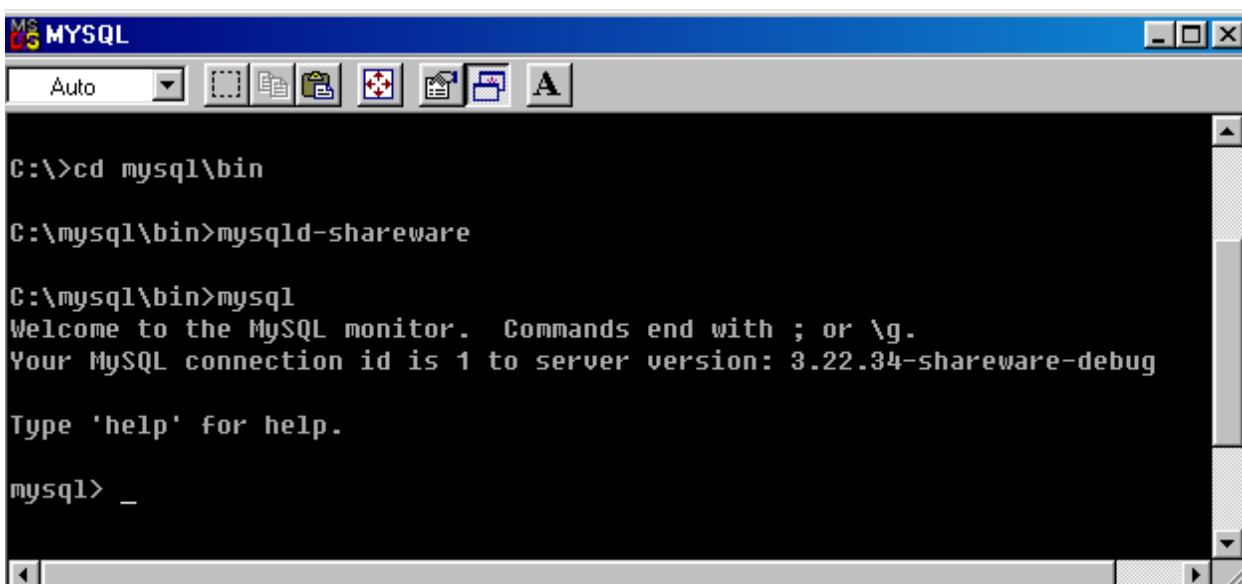 MS DOS MYSQL
Auto A
C:\>cd mysql\bin
C:\mysql\bin>mysqld-shareware
C:\mysql\bin>mysql
Welcome to the MySQL monitor.  Commands end with ; or \g.
Your MySQL connection id is 1 to server version: 3.22.34-shareware-debug
Type 'help' for help.
mysql> _